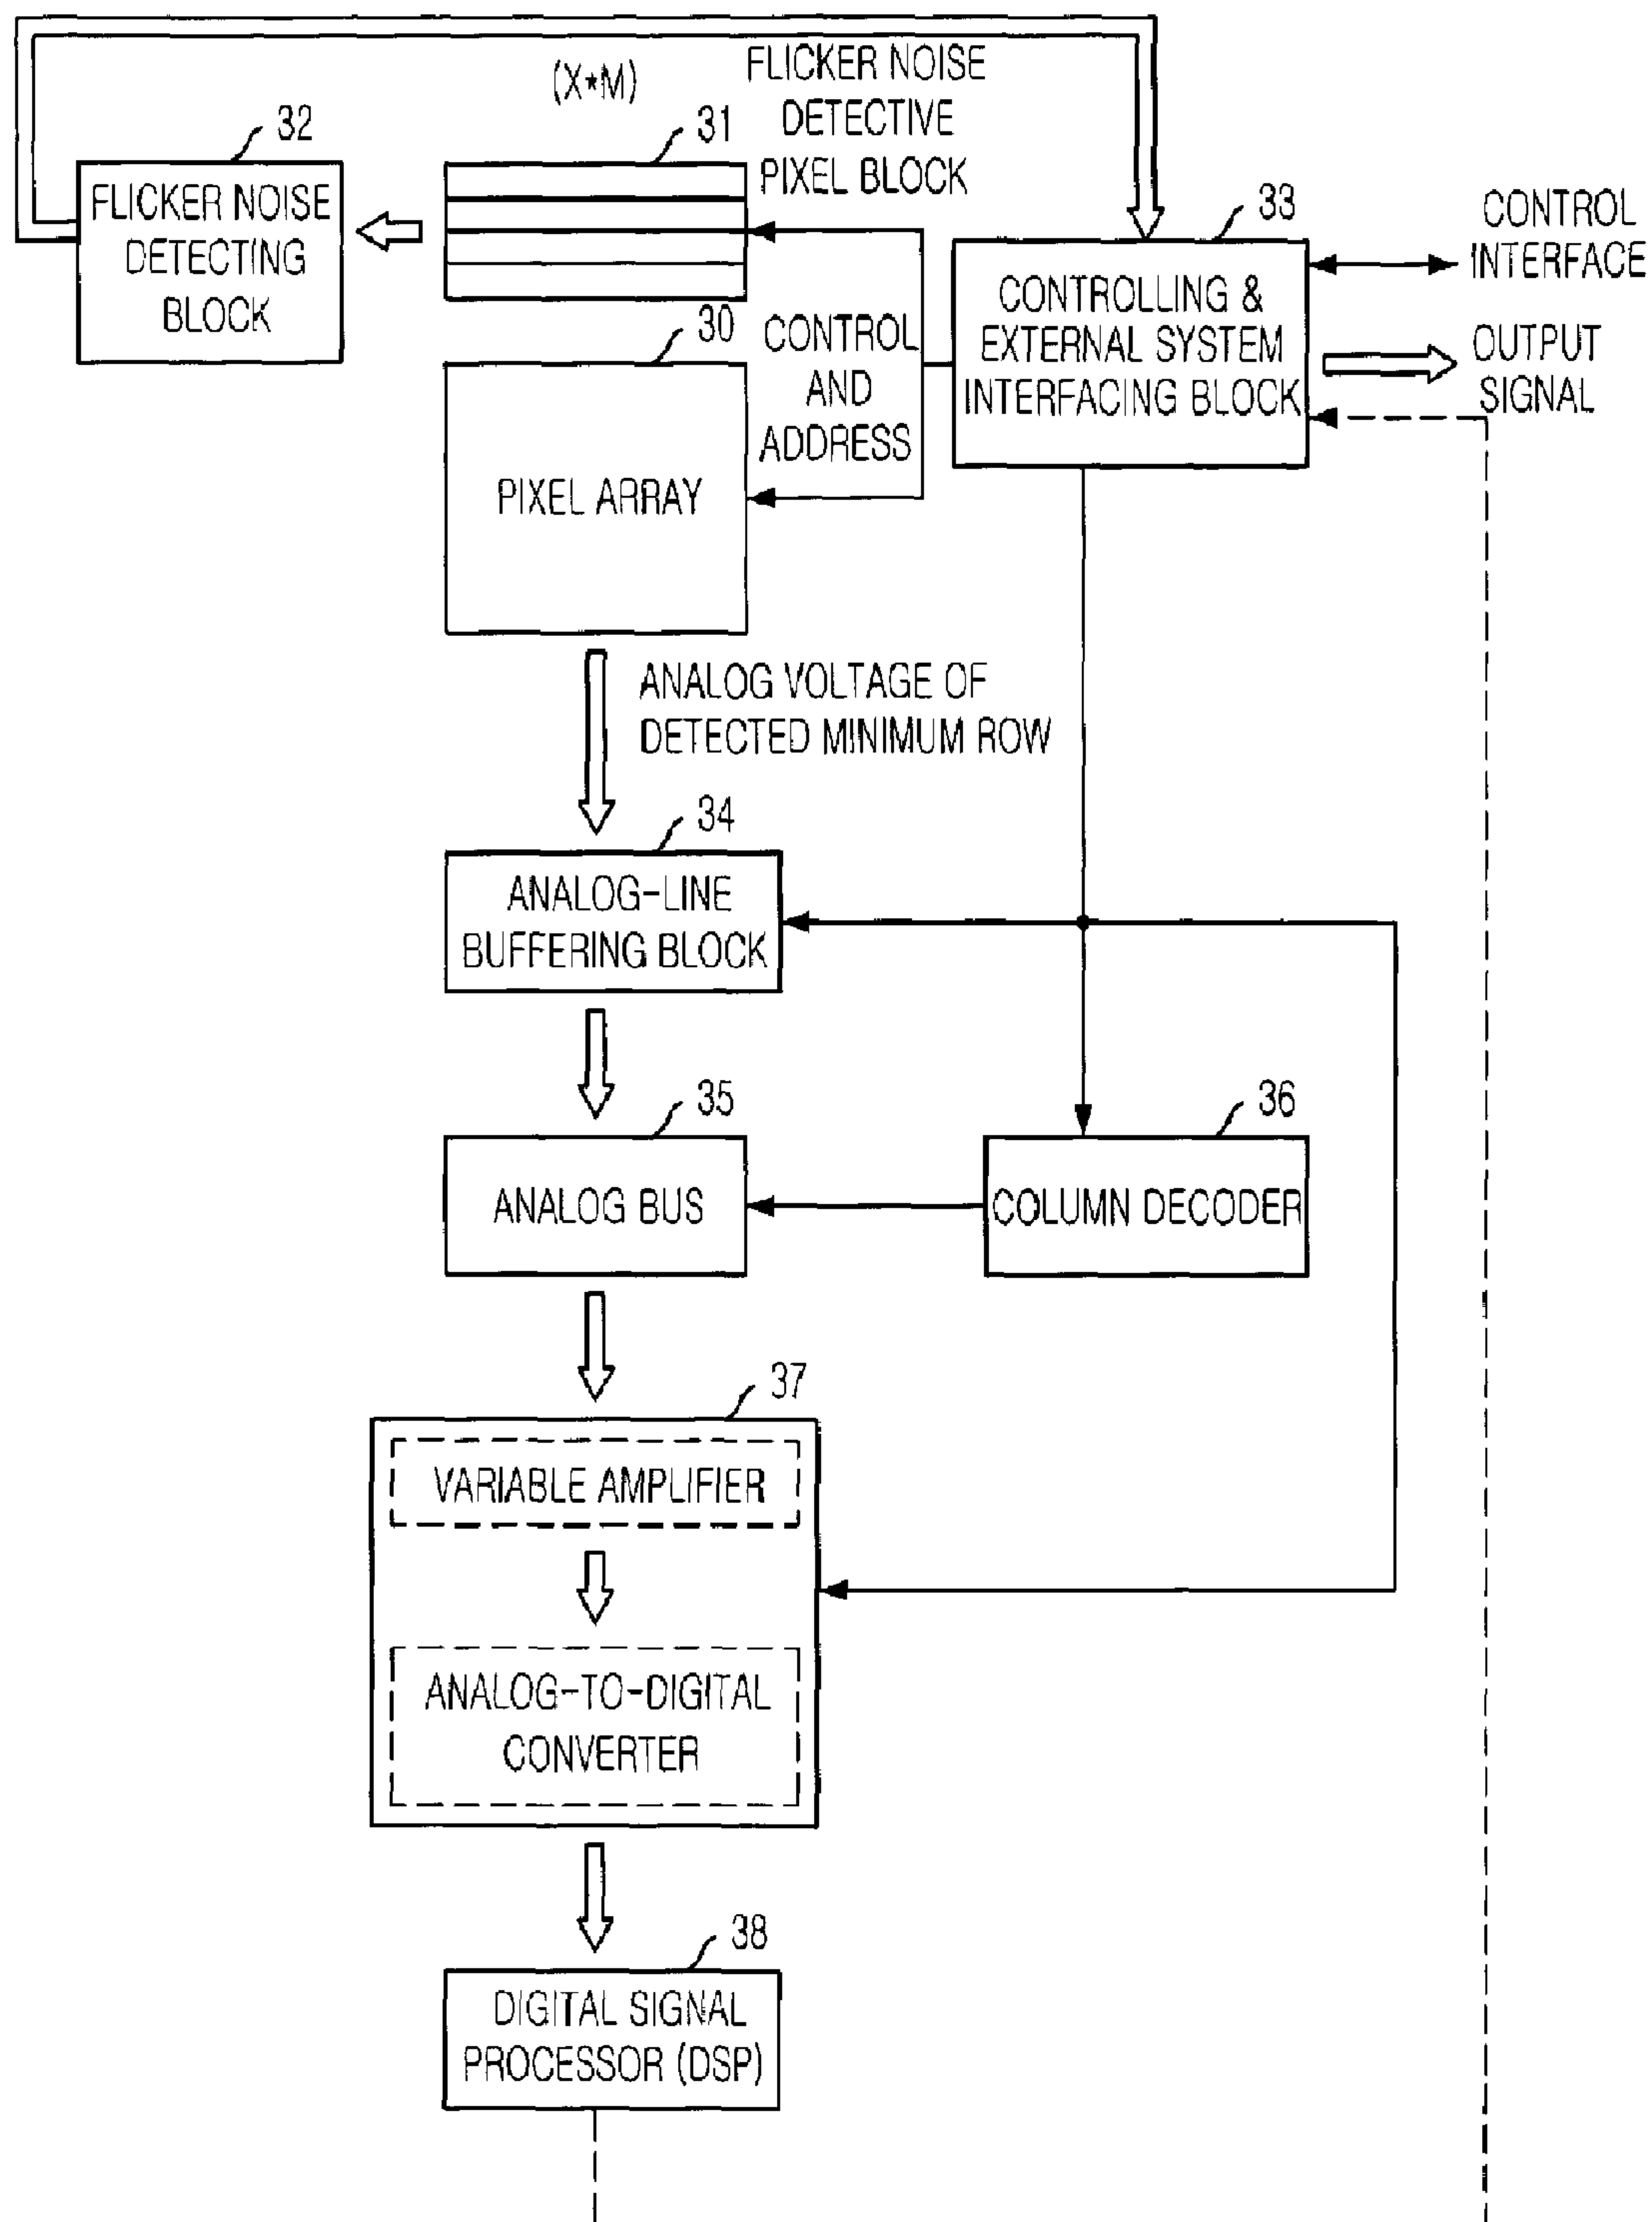 (X*M)
FLICKER NOISE
DETECTIVE
PIXEL BLOCK
32
31
FLICKER NOISE
DETECTING
BLOCK
33
CONTROL
INTERFACE
CONTROLLING &
EXTERNAL SYSTEM
INTERFACING BLOCK
OUTPUT
SIGNAL
30
CONTROL
AND
ADDRESS
PIXEL ARRAY
ANALOG VOLTAGE OF
DETECTED MINIMUM ROW
34
ANALOG-LINE
BUFFERING BLOCK
35
ANALOG BUS
36
COLUMN DECODER
37
VARIABLE AMPLIFIER
ANALOG-TO-DIGITAL
CONVERTER
38
DIGITAL SIGNAL
PROCESSOR (DSP)